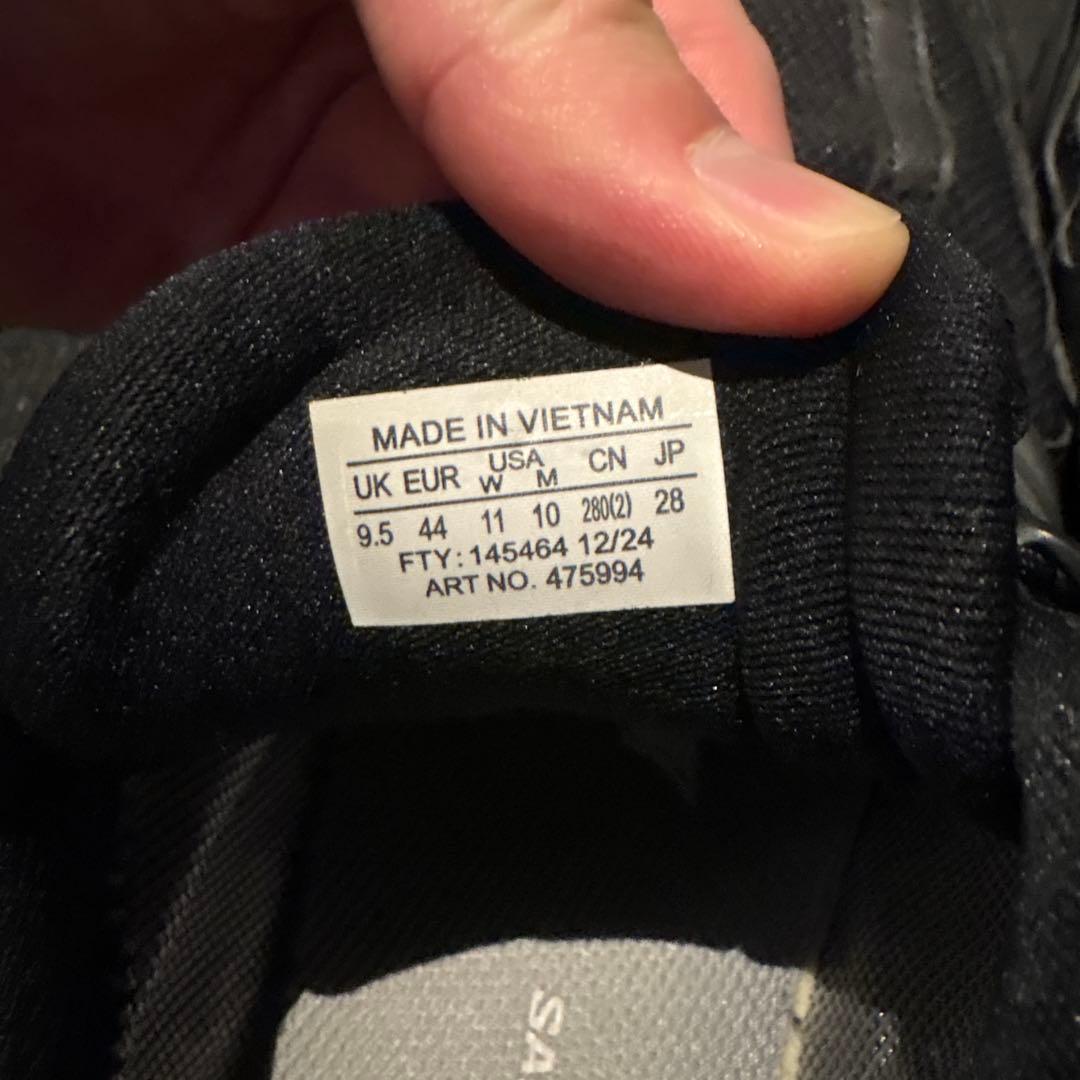 MADE IN VIETNAM
UK EUR USA CN JP
W M
9.5 44 11 10 280(2) 28
FTY: 145464 12/24
ART NO. 475994
SA